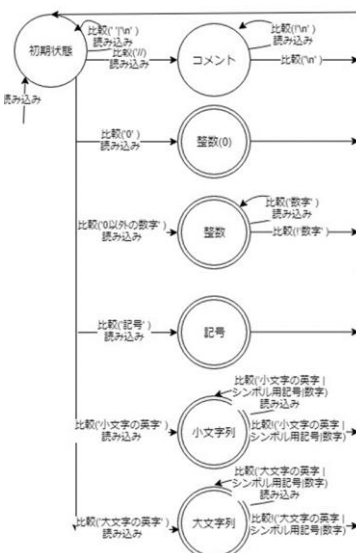 比較(' '|'\n')
読み込み
比較('//')
読み込み
初期状態
読み込み
比較(!'\n')
読み込み
コメント
比較('\n')
比較('0')
読み込み
整数(0)
比較('0以外の数字')
読み込み
整数
比較('数字')
読み込み
比較(!'数字')
比較('記号')
読み込み
記号
比較('小文字の英字')
読み込み
小文字列
比較('小文字の英字|
シンボル用記号|数字)
読み込み
比較(!'小文字の英字|
シンボル用記号|数字)
比較('大文字の英字')
読み込み
大文字列
比較('大文字の英字|
シンボル用記号|数字)
読み込み
比較(!'大文字の英字|
シンボル用記号|数字)